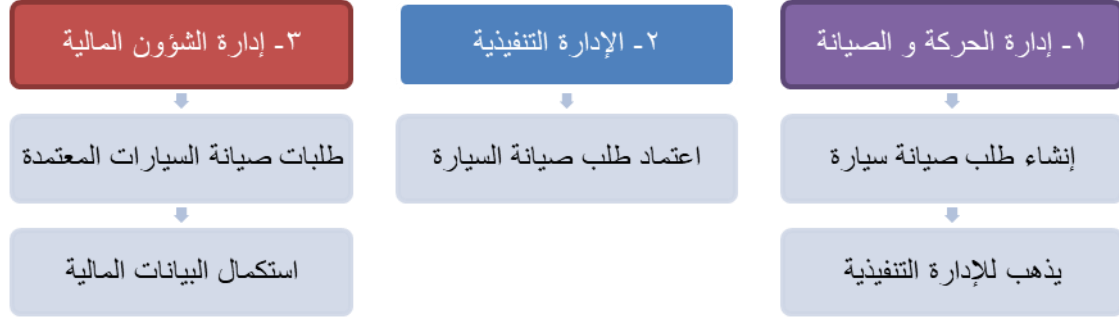 ١- إدارة الحركة و الصيانة
إنشاء طلب صيانة سيارة
يذهب للإدارة التنفيذية
٢- الإدارة التنفيذية
اعتماد طلب صيانة السيارة
٣- إدارة الشؤون المالية
طلبات صيانة السيارات المعتمدة
استكمال البيانات المالية